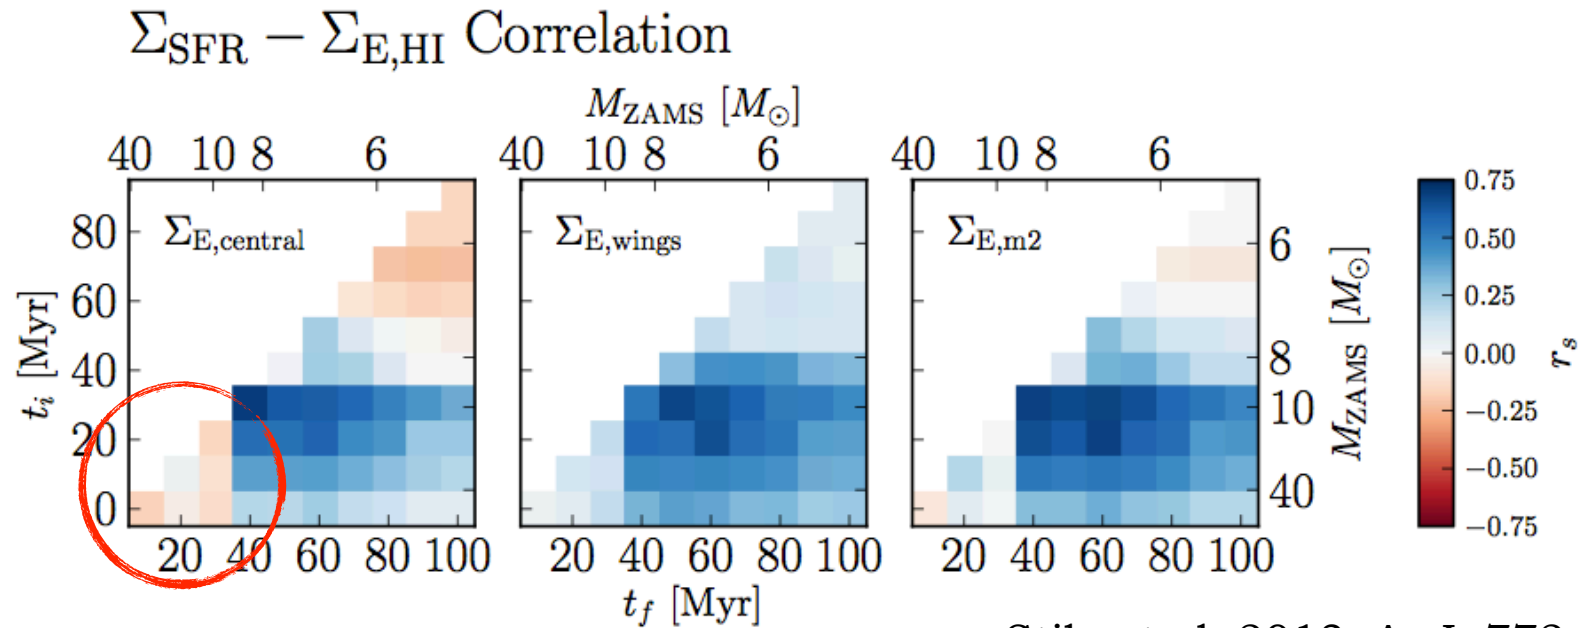 Σ_SFR − Σ_E,HI Correlation
M_ZAMS [M_⊙]
40 10 8 6 40 10 8 6 40 10 8 6
Σ_E,central Σ_E,wings Σ_E,m2
t_i [Myr]
80
60
40
20
0
20 40 60 80 100 20 40 60 80 100 20 40 60 80 100
t_f [Myr]
6
8
10
40
M_ZAMS [M_⊙]
0.75
0.50
0.25
0.00
−0.25
−0.50
−0.75
r_s